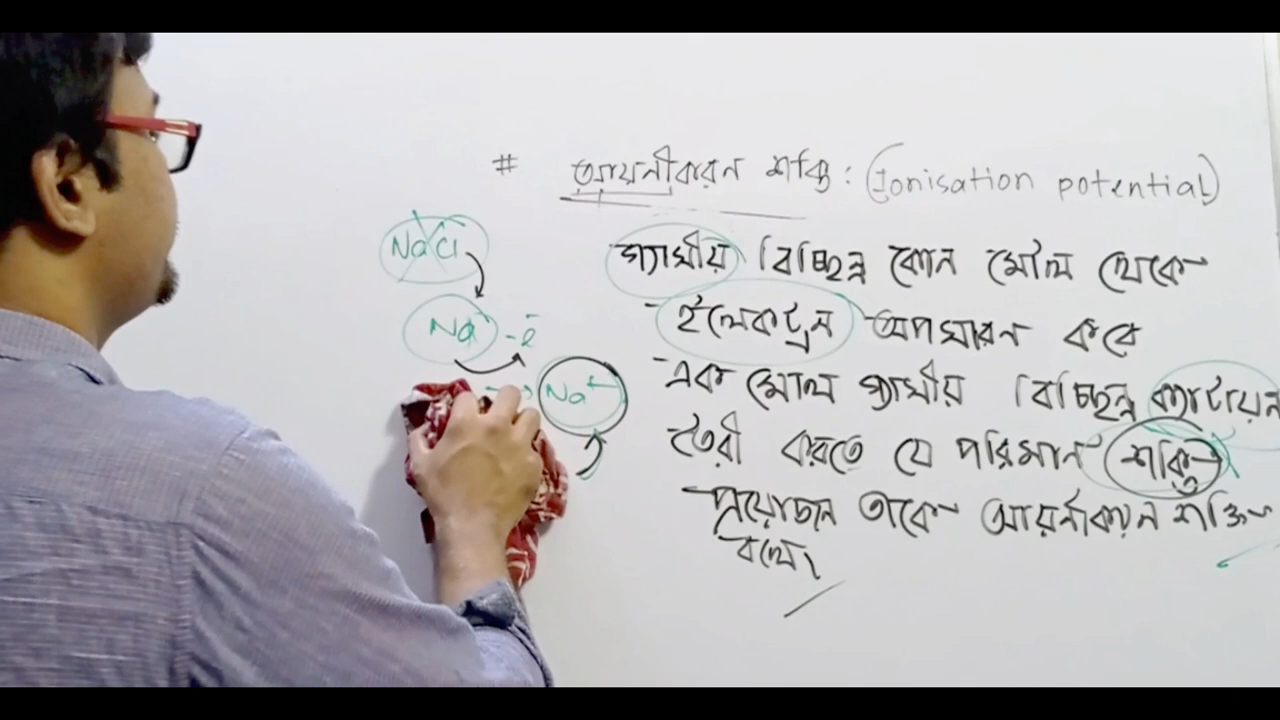 # আয়নীকরন শক্তি : (Ionisation potential)
NaCl
গ্যাসীয় বিচ্ছিন্ন কোন মৌল থেকে
Na - e
ইলেকট্রন অপসারন করে
→ Na+
এক মোল গ্যাসীয় বিচ্ছিন্ন ক্যাটায়ন
তৈরী করতে যে পরিমান শক্তি
প্রয়োজন তাকে আয়নীকরন শক্তি
বলে।